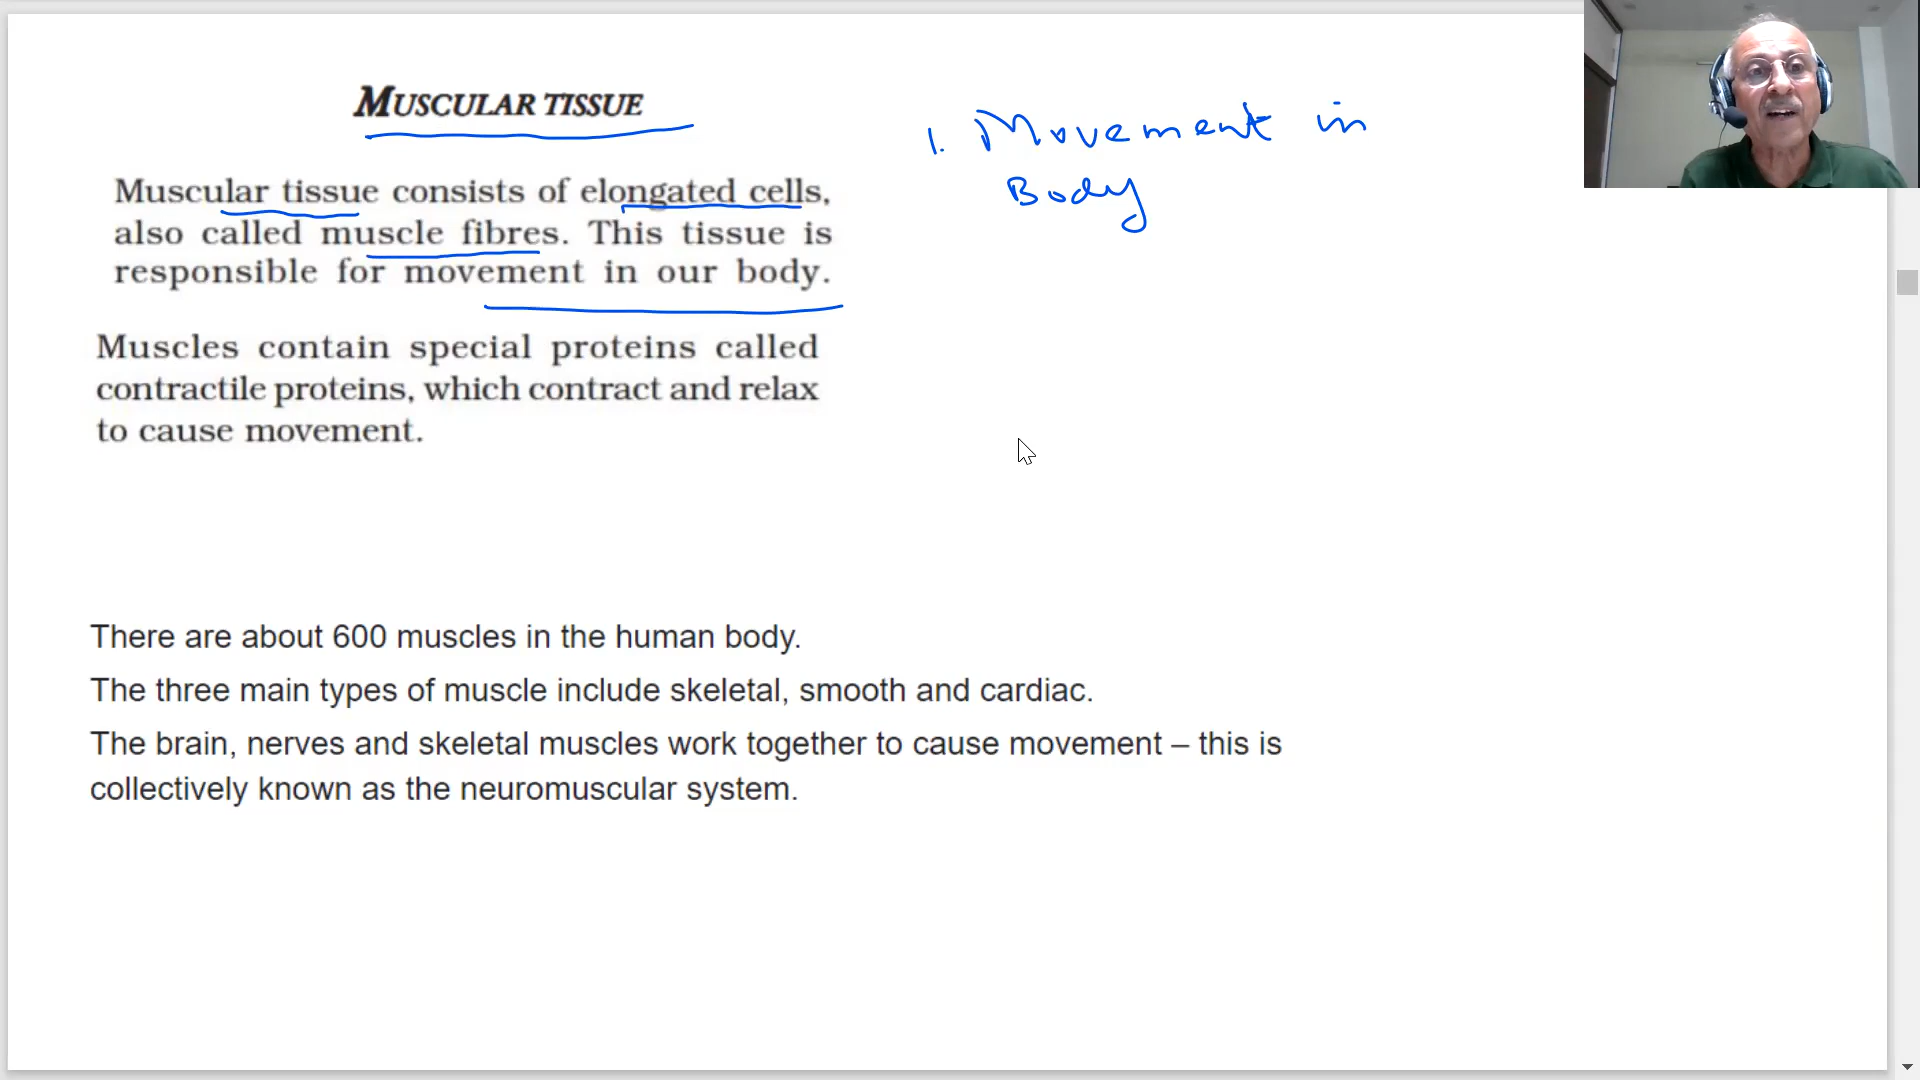 MUSCULAR TISSUE
Muscular tissue consists of elongated cells,
also called muscle fibres. This tissue is
responsible for movement in our body.
Muscles contain special proteins called
contractile proteins, which contract and relax
to cause movement.
1. Movement in
Body
There are about 600 muscles in the human body.
The three main types of muscle include skeletal, smooth and cardiac.
The brain, nerves and skeletal muscles work together to cause movement – this is
collectively known as the neuromuscular system.